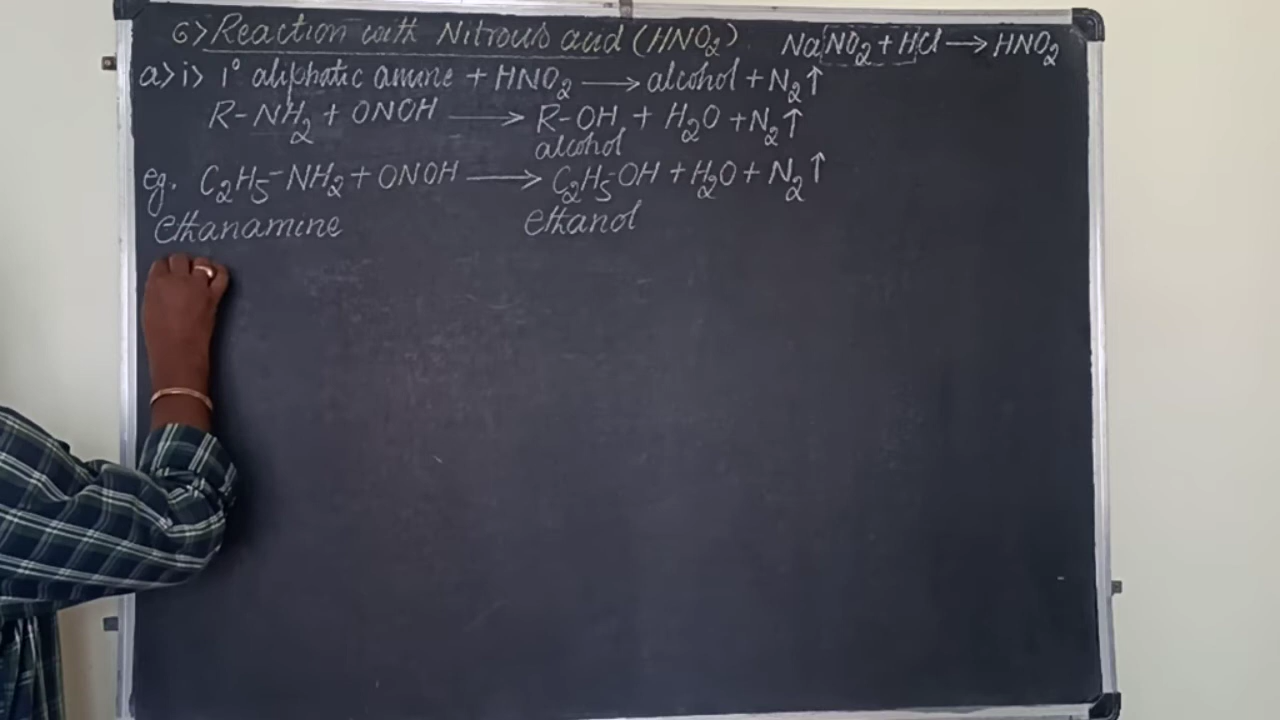 6> Reaction with Nitrous acid (HNO₂) NaNO₂ + HCl → HNO₂
a> i> 1° aliphatic amine + HNO₂ → alcohol + N₂↑
R-NH₂ + ONOH → R-OH + H₂O + N₂↑
alcohol
eg. C₂H₅-NH₂ + ONOH → C₂H₅-OH + H₂O + N₂↑
Ethanamine ethanol